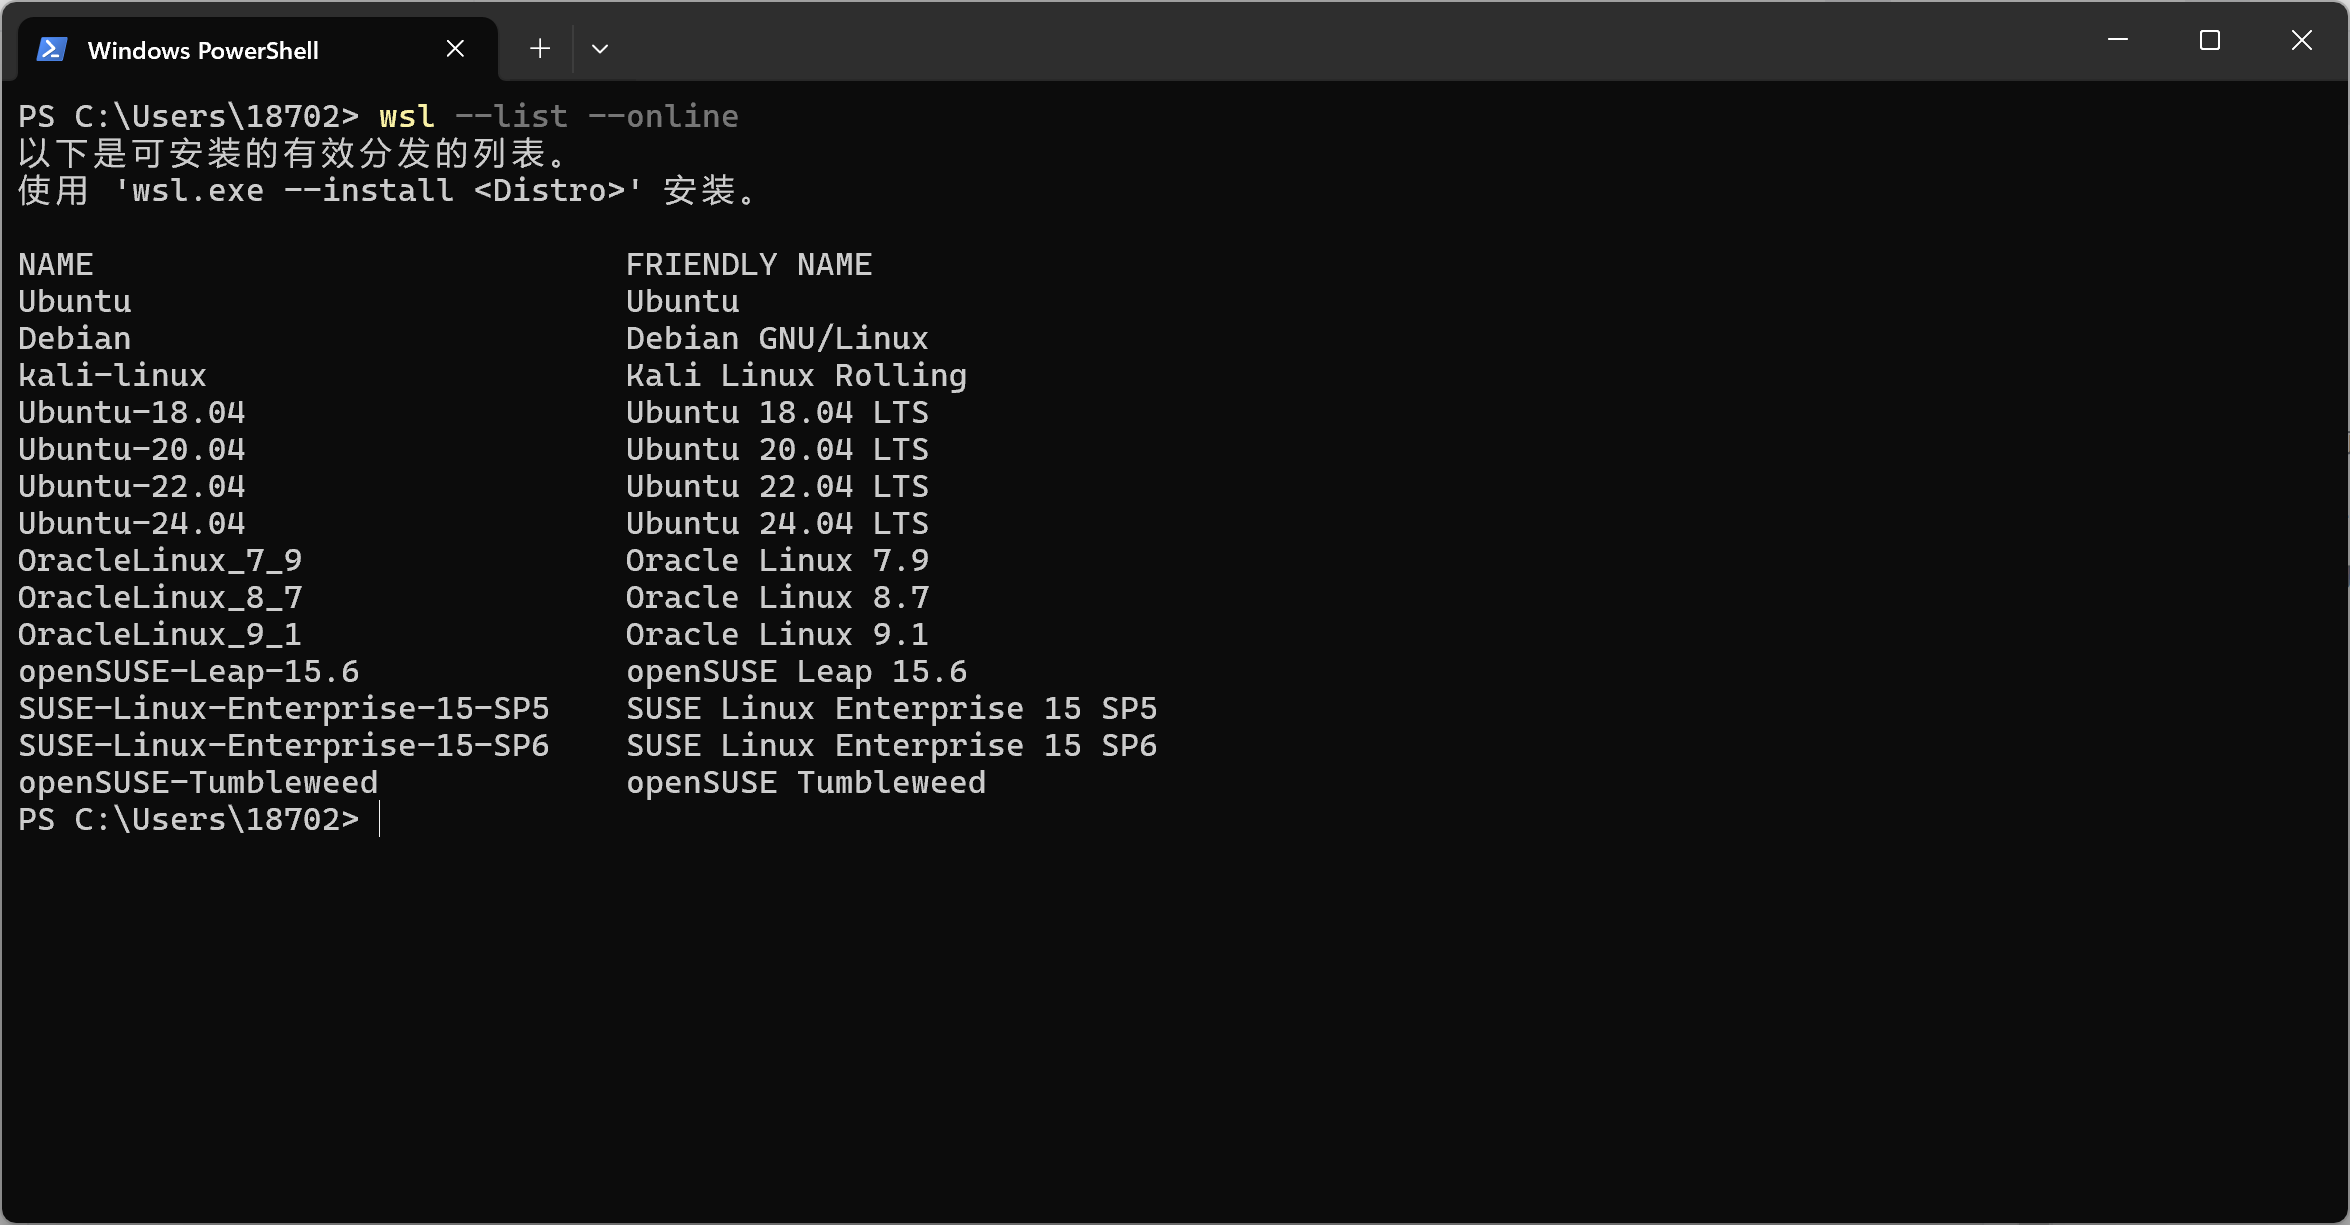 Windows PowerShell
PS C:\Users\18702> wsl --list --online
以下是可安装的有效分发的列表。
使用 'wsl.exe --install <Distro>' 安装。
NAME FRIENDLY NAME
Ubuntu Ubuntu
Debian Debian GNU/Linux
kali-linux Kali Linux Rolling
Ubuntu-18.04 Ubuntu 18.04 LTS
Ubuntu-20.04 Ubuntu 20.04 LTS
Ubuntu-22.04 Ubuntu 22.04 LTS
Ubuntu-24.04 Ubuntu 24.04 LTS
OracleLinux_7_9 Oracle Linux 7.9
OracleLinux_8_7 Oracle Linux 8.7
OracleLinux_9_1 Oracle Linux 9.1
openSUSE-Leap-15.6 openSUSE Leap 15.6
SUSE-Linux-Enterprise-15-SP5 SUSE Linux Enterprise 15 SP5
SUSE-Linux-Enterprise-15-SP6 SUSE Linux Enterprise 15 SP6
openSUSE-Tumbleweed openSUSE Tumbleweed
PS C:\Users\18702>